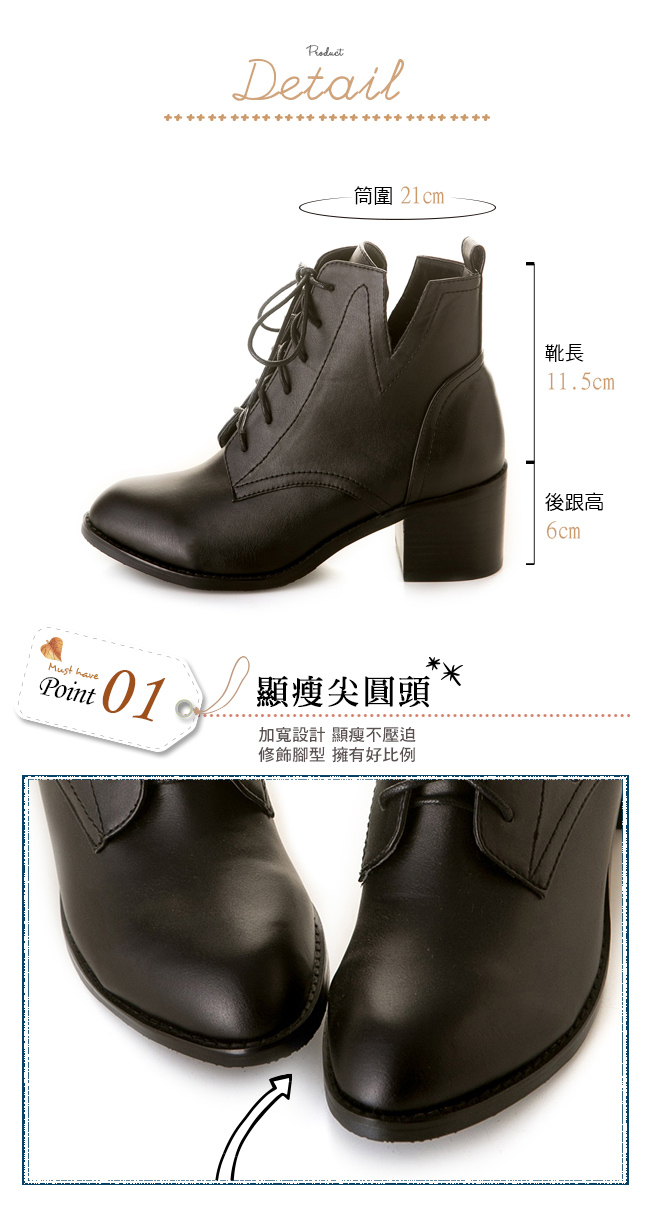 Product
Detail
筒圍 21cm
靴長
11.5cm
後跟高
6cm
Must have
Point 01
顯瘦尖圓頭
加寬設計 顯瘦不壓迫
修飾腳型 擁有好比例